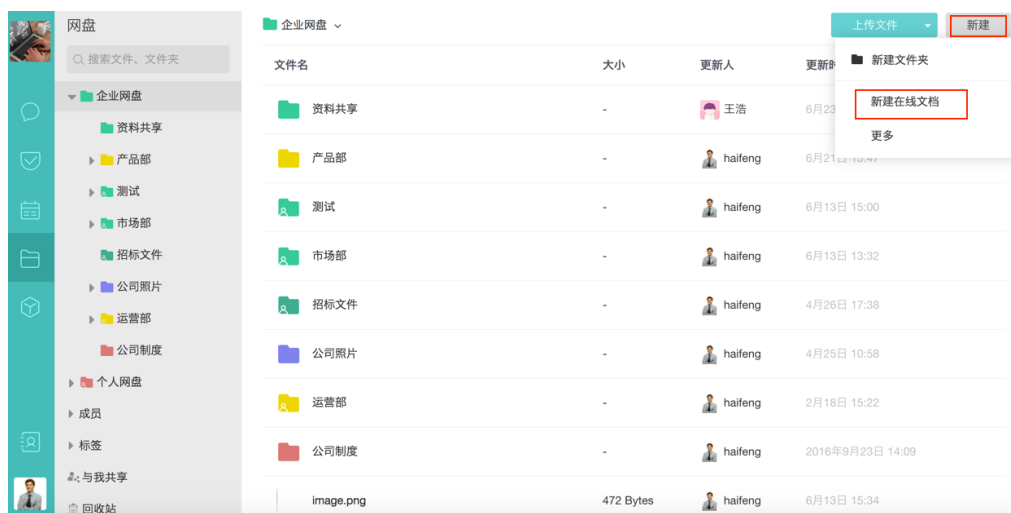 网盘
搜索文件、文件夹
企业网盘
资料共享
产品部
测试
市场部
招标文件
公司照片
运营部
公司制度
个人网盘
成员
标签
与我共享
回收站
企业网盘
上传文件
新建
新建文件夹
新建在线文档
更多
文件名 大小 更新人 更新时
资料共享 - 王浩 6月23
产品部 - haifeng 6月21日 15:47
测试 - haifeng 6月13日 15:00
市场部 - haifeng 6月13日 13:32
招标文件 - haifeng 4月26日 17:38
公司照片 - haifeng 4月25日 10:58
运营部 - haifeng 2月18日 15:22
公司制度 - haifeng 2016年9月23日 14:09
image.png 472 Bytes haifeng 6月13日 15:34